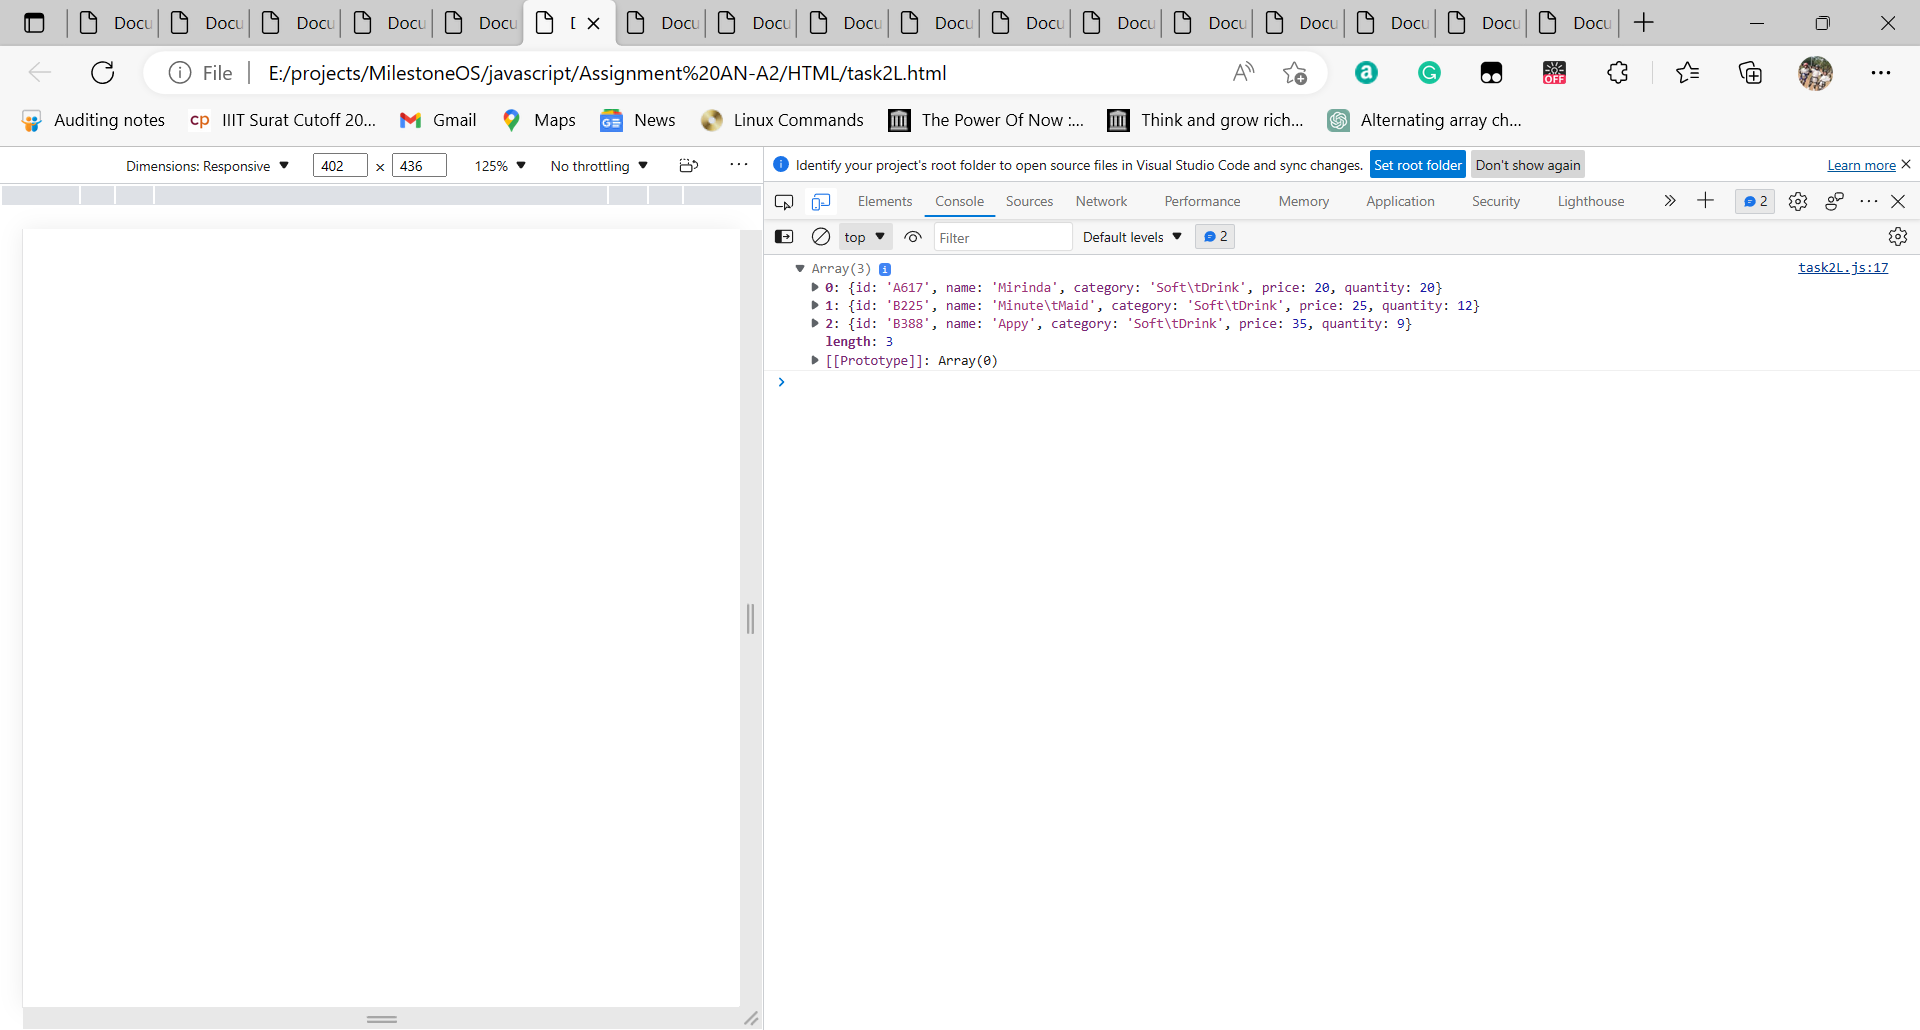 Docu Docu Docu Docu Docu D Docu Docu Docu Docu Docu Docu Docu Docu Docu Docu Docu
File E:/projects/MilestoneOS/javascript/Assignment%20AN-A2/HTML/task2L.html
Auditing notes IIIT Surat Cutoff 20... Gmail Maps News Linux Commands The Power Of Now :... Think and grow rich... Alternating array ch...
Dimensions: Responsive 402 × 436 125% No throttling
Identify your project's root folder to open source files in Visual Studio Code and sync changes. Set root folder Don't show again Learn more
Elements Console Sources Network Performance Memory Application Security Lighthouse 2
top Filter Default levels 2
Array(3) task2L.js:17
0: {id: 'A617', name: 'Mirinda', category: 'Soft\tDrink', price: 20, quantity: 20}
1: {id: 'B225', name: 'Minute\tMaid', category: 'Soft\tDrink', price: 25, quantity: 12}
2: {id: 'B388', name: 'Appy', category: 'Soft\tDrink', price: 35, quantity: 9}
length: 3
[[Prototype]]: Array(0)